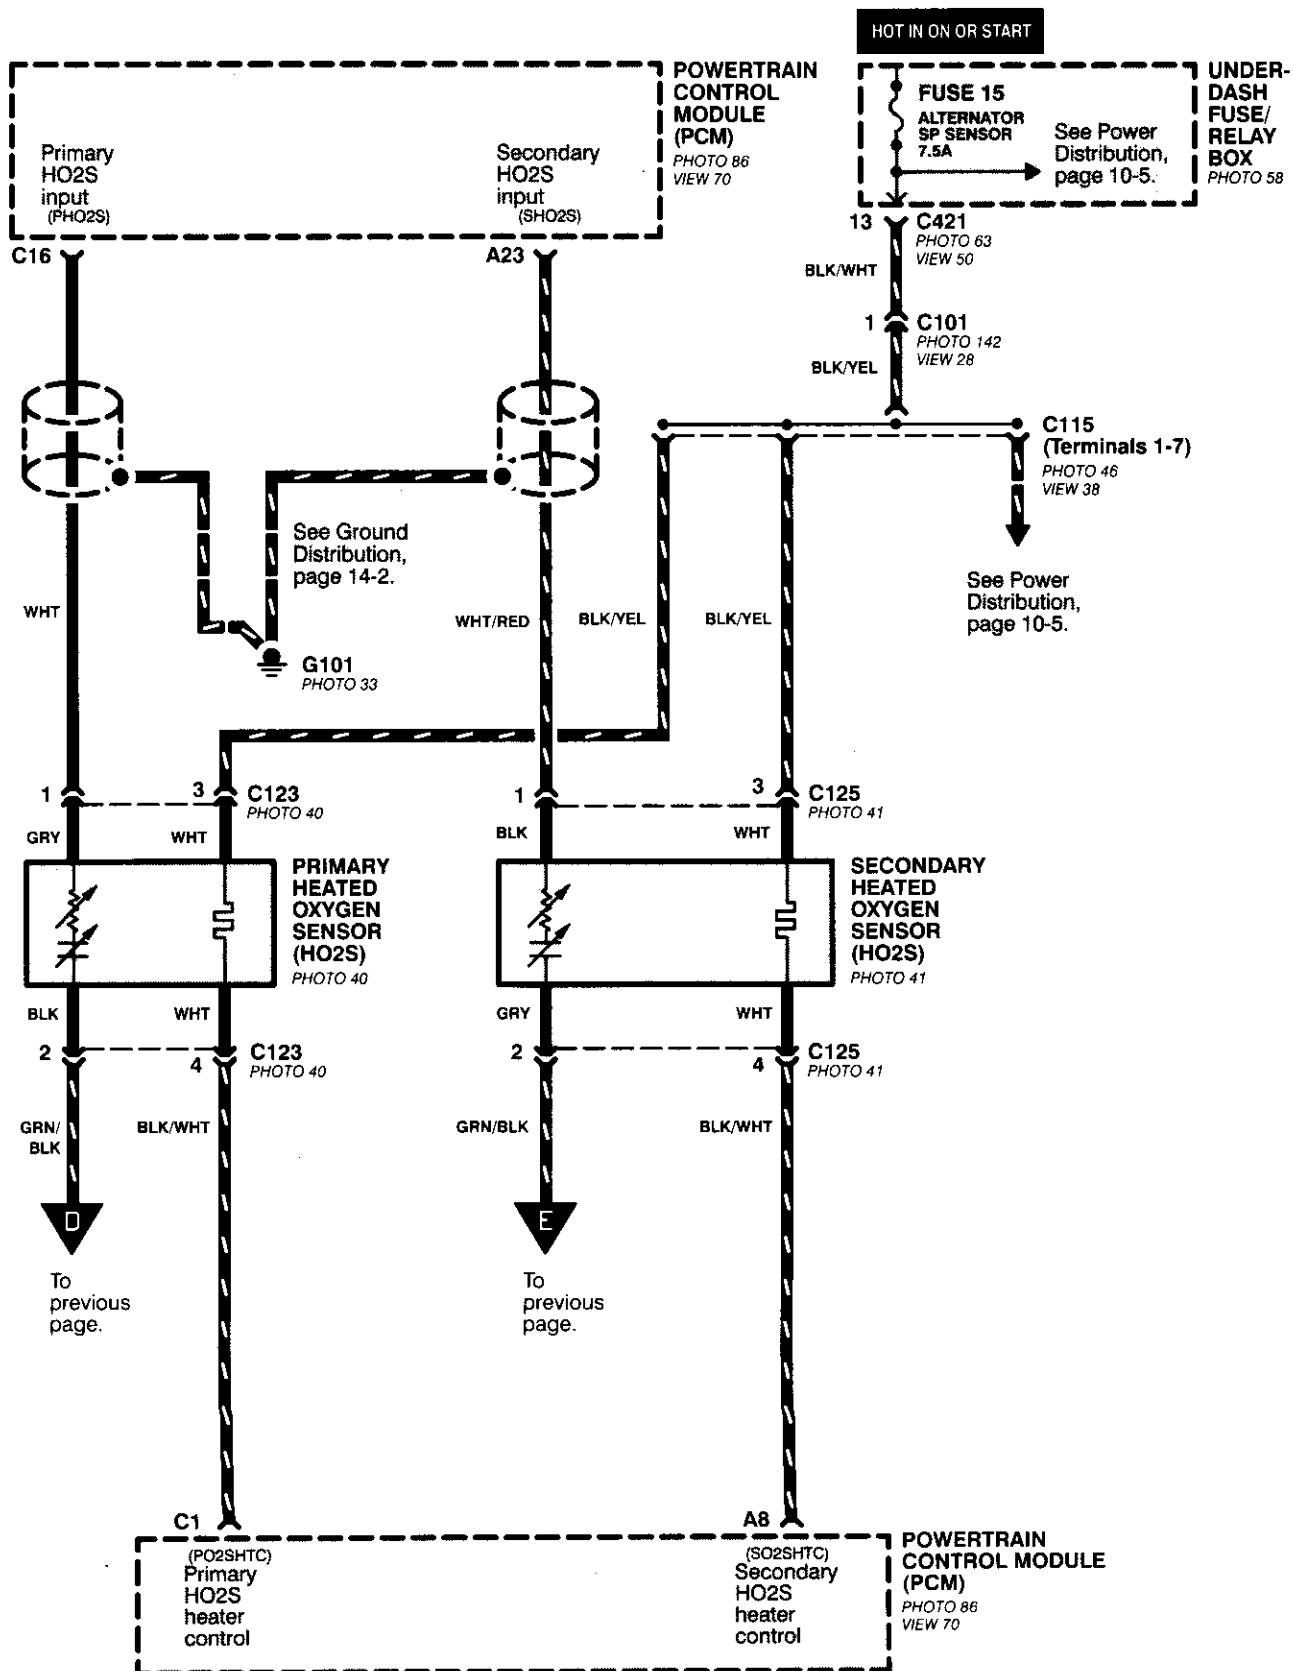 HOT IN ON OR START
POWERTRAIN
CONTROL
MODULE
(PCM)
PHOTO 86
VIEW 70
Primary
HO2S
input
(PHO2S)
Secondary
HO2S
input
(SHO2S)
FUSE 15
ALTERNATOR
SP SENSOR
7.5A
See Power
Distribution,
page 10-5.
UNDER-
DASH
FUSE/
RELAY
BOX
PHOTO 58
C16
A23
13
C421
PHOTO 63
VIEW 50
BLK/WHT
1
C101
PHOTO 142
VIEW 28
BLK/YEL
C115
(Terminals 1-7)
PHOTO 46
VIEW 38
See Ground
Distribution,
page 14-2.
See Power
Distribution,
page 10-5.
WHT
WHT/RED
BLK/YEL
BLK/YEL
G101
PHOTO 33
1
3
C123
PHOTO 40
1
3
C125
PHOTO 41
GRY
WHT
BLK
WHT
PRIMARY
HEATED
OXYGEN
SENSOR
(HO2S)
PHOTO 40
SECONDARY
HEATED
OXYGEN
SENSOR
(HO2S)
PHOTO 41
BLK
WHT
GRY
WHT
2
4
C123
PHOTO 40
2
4
C125
PHOTO 41
GRN/
BLK
BLK/WHT
GRN/BLK
BLK/WHT
D
E
To
previous
page.
To
previous
page.
C1
A8
(PO2SHTC)
Primary
HO2S
heater
control
(SO2SHTC)
Secondary
HO2S
heater
control
POWERTRAIN
CONTROL MODULE
(PCM)
PHOTO 86
VIEW 70